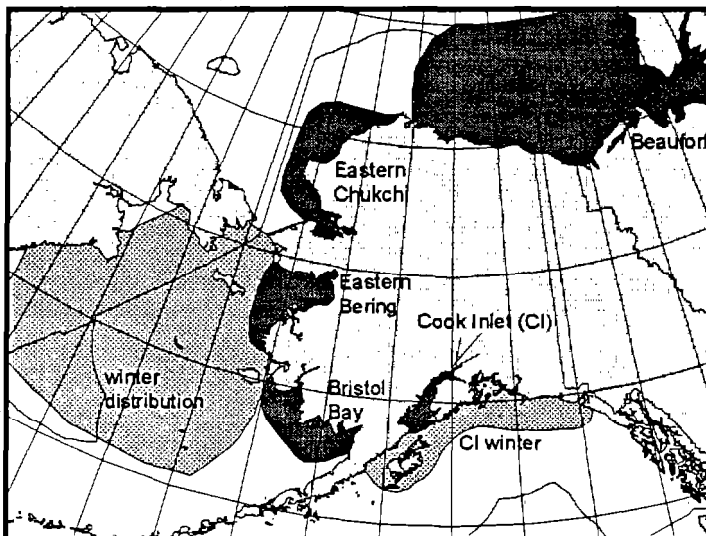 Beaufort
Eastern
Chukchi
Eastern
Bering
Cook Inlet (CI)
winter
distribution
Bristol
Bay
CI winter